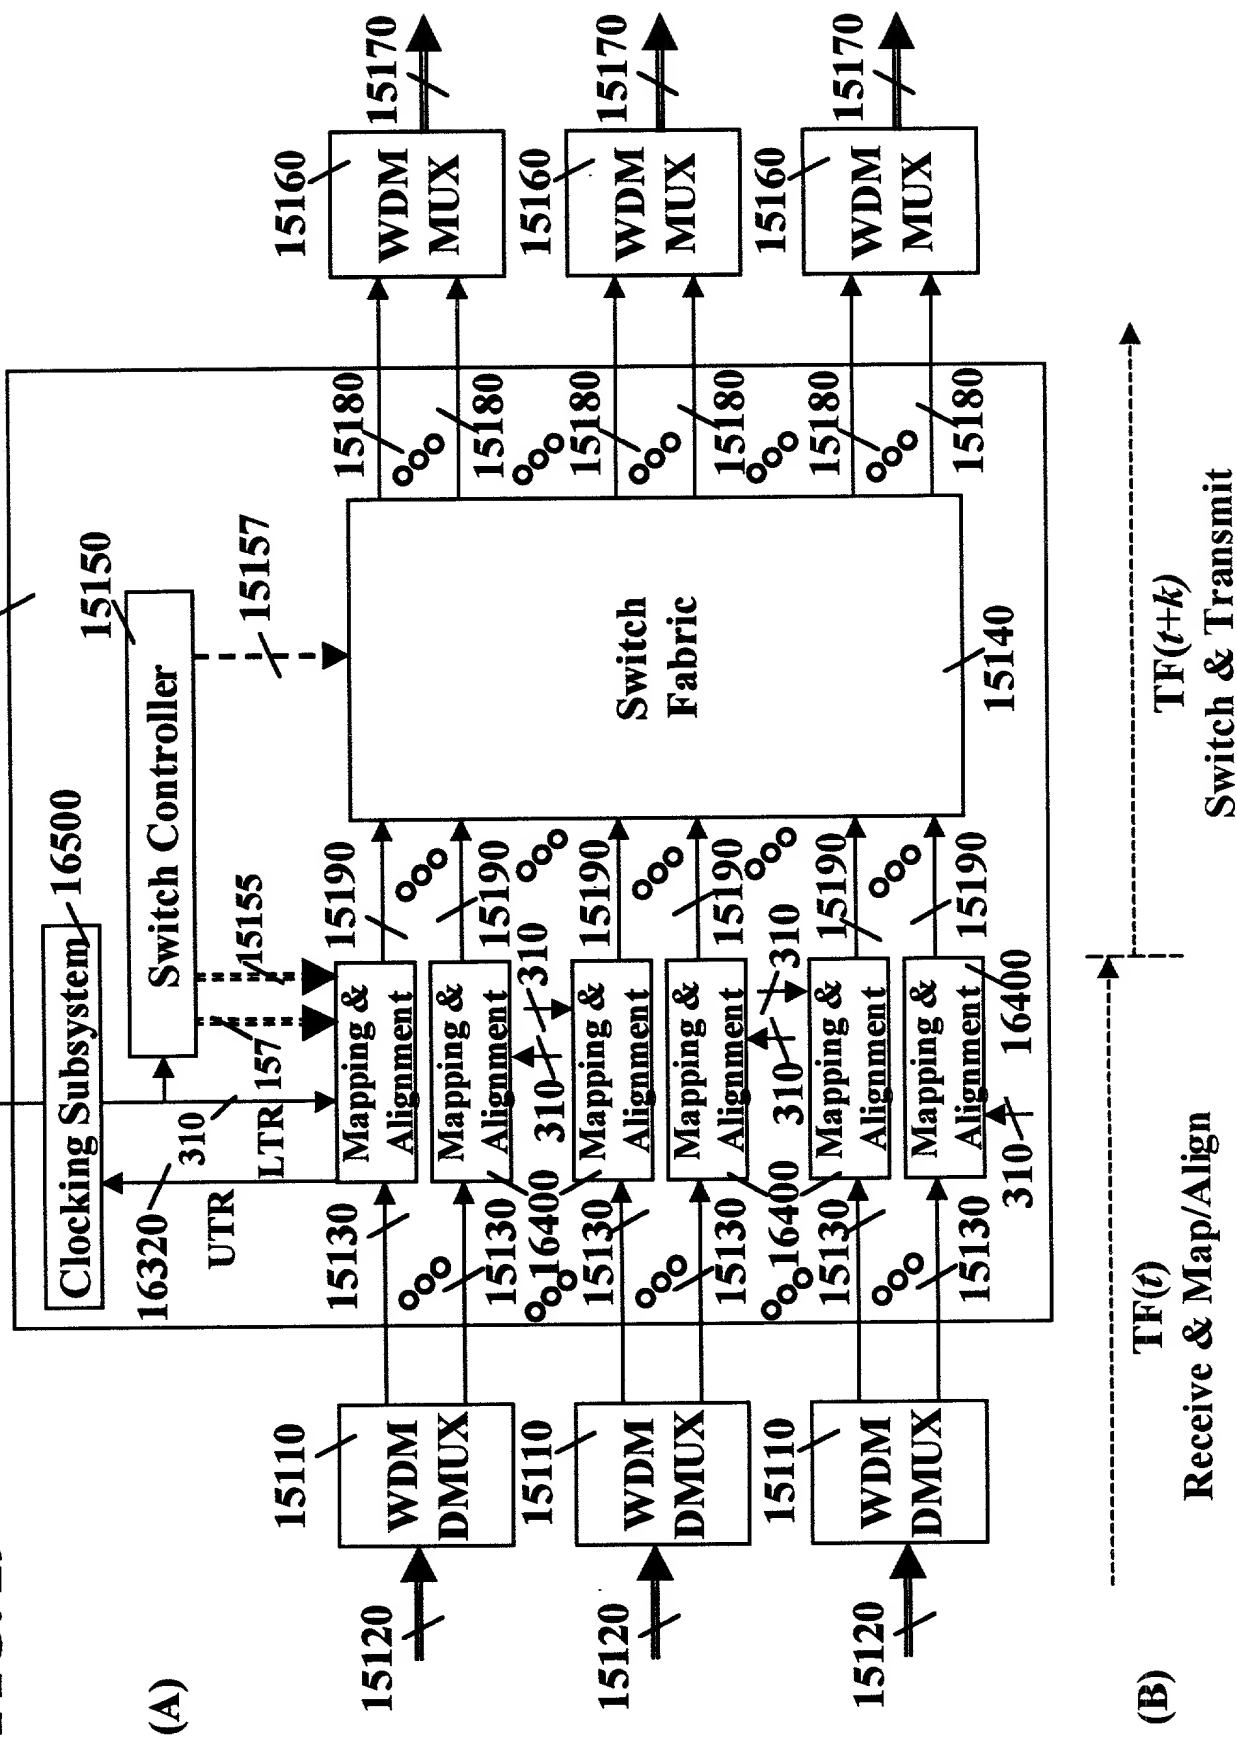 (A)
Clocking Subsystem
16500
Switch Controller
15150
16320
UTR
310
LTR
157
15155
15157
15120
15110
WDM
DMUX
15130
15130
Mapping &
Alignment
Mapping &
Alignment
15190
15190
15180
15180
15160
WDM
MUX
15170
16400
310
310
15120
15110
WDM
DMUX
15130
15130
Mapping &
Alignment
Mapping &
Alignment
15190
15190
Switch
Fabric
15180
15180
15160
WDM
MUX
15170
16400
310
310
15120
15110
WDM
DMUX
15130
15130
Mapping &
Alignment
Mapping &
Alignment
16400
310
15190
15190
15140
15180
15180
15160
WDM
MUX
15170
(B)
TF(t)
Receive & Map/Align
TF(t+k)
Switch & Transmit